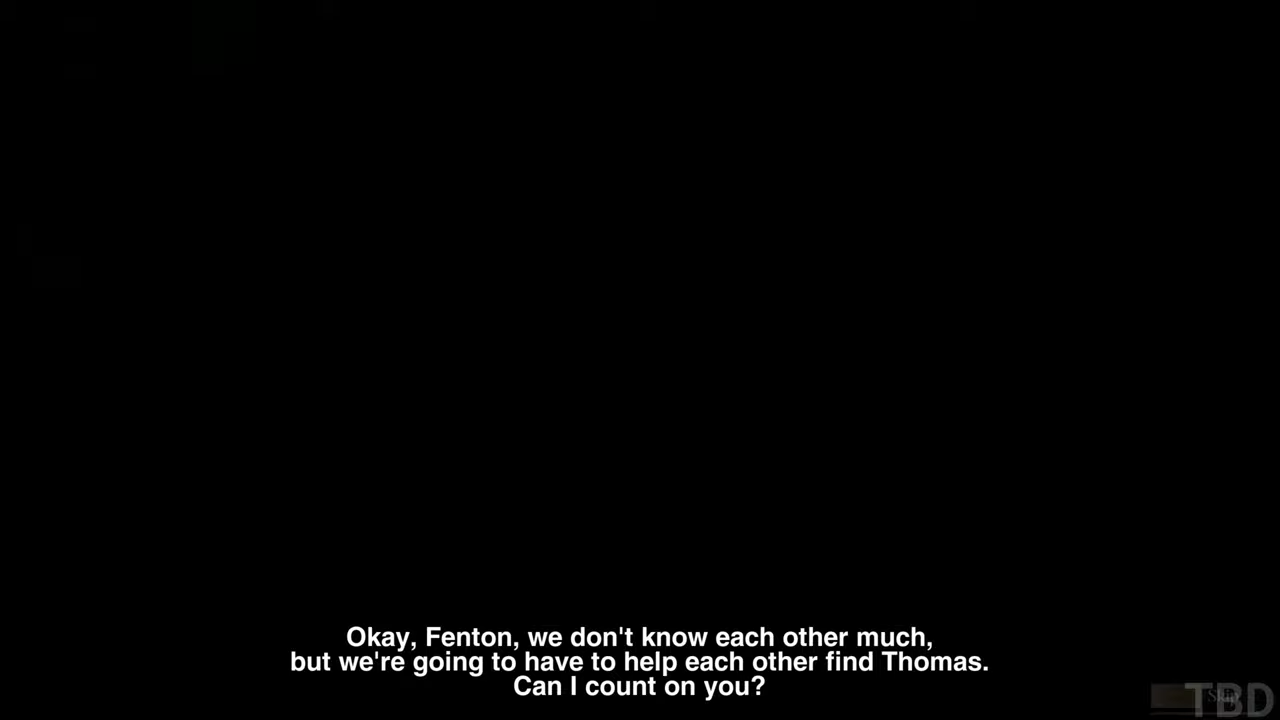 Okay, Fenton, we don't know each other much,
but we're going to have to help each other find Thomas.
Can I count on you?
Skip
TBD